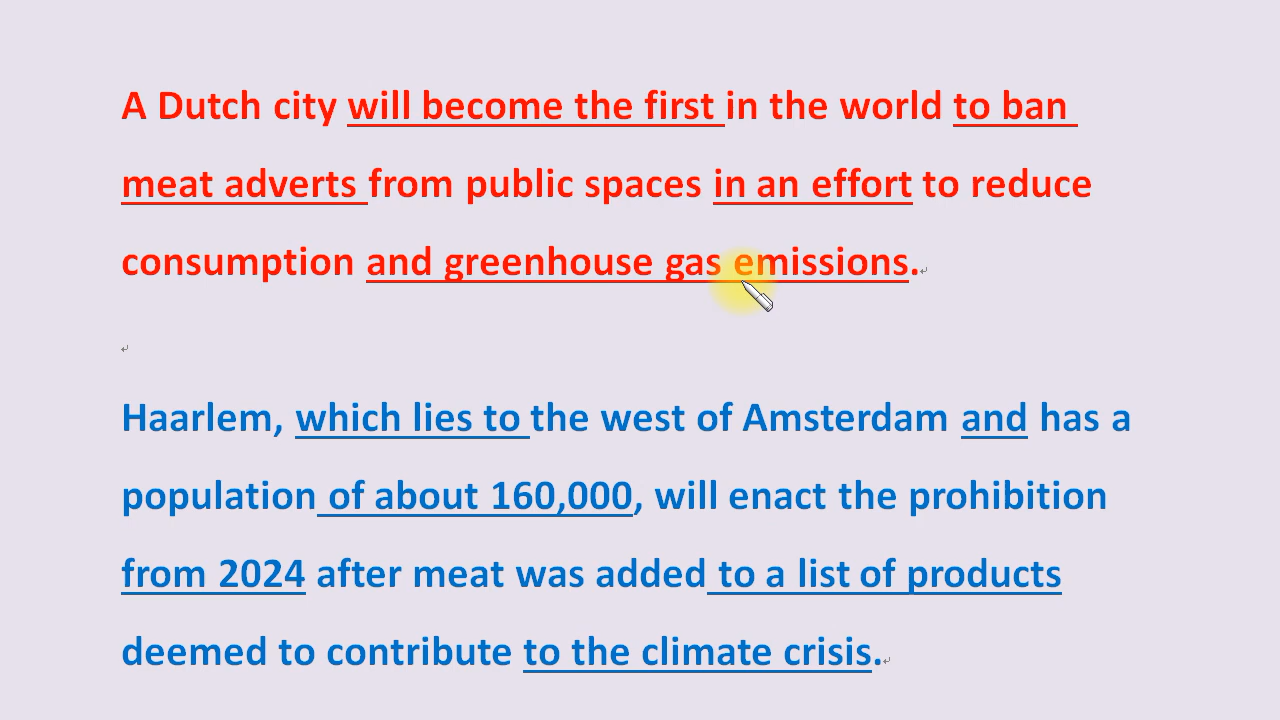 A Dutch city will become the first in the world to ban
meat adverts from public spaces in an effort to reduce
consumption and greenhouse gas emissions.
Haarlem, which lies to the west of Amsterdam and has a
population of about 160,000, will enact the prohibition
from 2024 after meat was added to a list of products
deemed to contribute to the climate crisis.